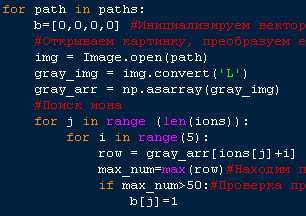 for path in paths:
b=[0,0,0,0] #Инициализируем вектор
#Открываем картинку, преобразуем е
img = Image.open(path)
gray_img = img.convert('L')
gray_arr = np.asarray(gray_img)
#Поиск иона
for j in range (len(ions)):
for i in range(5):
row = gray_arr[ions[j]+i]
max_num=max(row)#Находим п
if max_num>50:#Проверка пр
b[j]=1